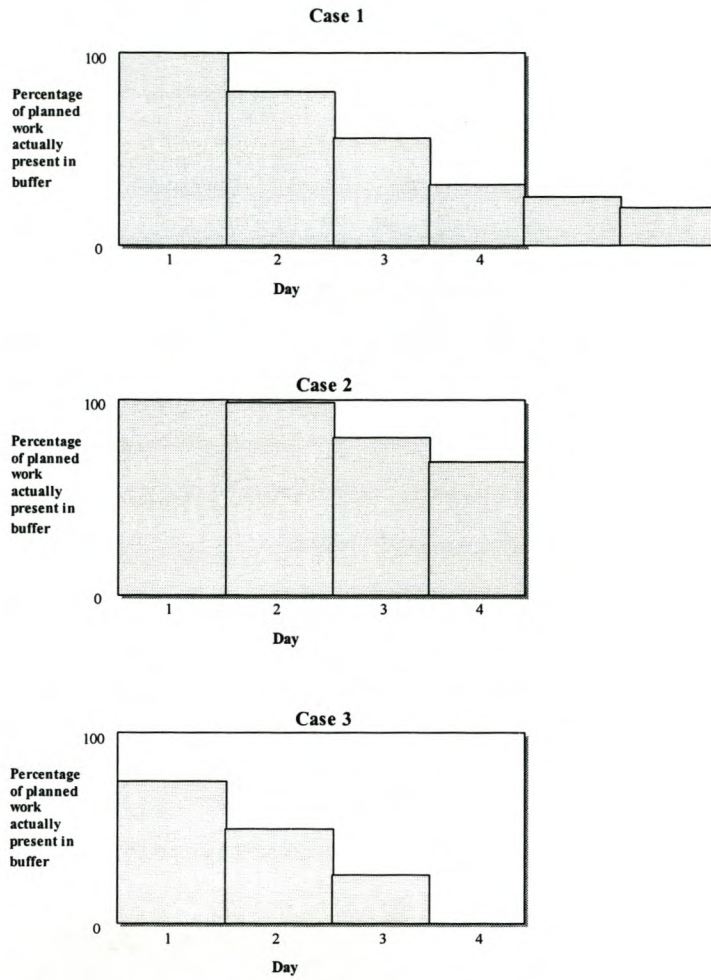 Case 1
100
Percentage
of planned
work
actually
present in
buffer
0
1 2 3 4
Day
Case 2
100
Percentage
of planned
work
actually
present in
buffer
0
1 2 3 4
Day
Case 3
100
Percentage
of planned
work
actually
present in
buffer
0
1 2 3 4
Day